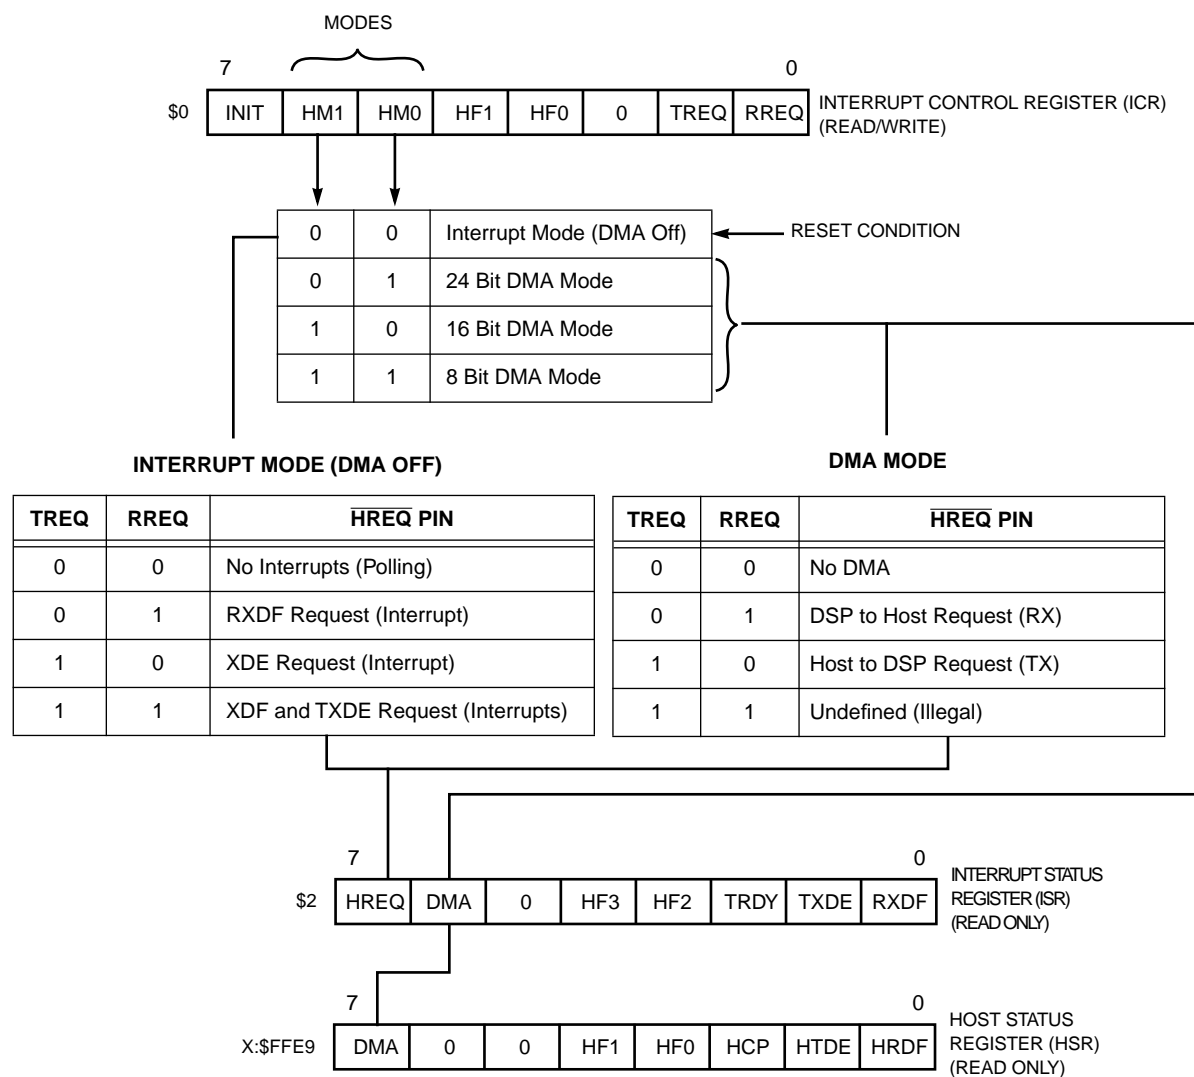 MODES
7 0
$0 INIT HM1 HM0 HF1 HF0 0 TREQ RREQ INTERRUPT CONTROL REGISTER (ICR)
(READ/WRITE)
0 0 Interrupt Mode (DMA Off) RESET CONDITION
0 1 24 Bit DMA Mode
1 0 16 Bit DMA Mode
1 1 8 Bit DMA Mode
INTERRUPT MODE (DMA OFF)
TREQ RREQ HREQ PIN
0 0 No Interrupts (Polling)
0 1 RXDF Request (Interrupt)
1 0 XDE Request (Interrupt)
1 1 XDF and TXDE Request (Interrupts)
DMA MODE
TREQ RREQ HREQ PIN
0 0 No DMA
0 1 DSP to Host Request (RX)
1 0 Host to DSP Request (TX)
1 1 Undefined (Illegal)
7 0
$2 HREQ DMA 0 HF3 HF2 TRDY TXDE RXDF
INTERRUPT STATUS
REGISTER (ISR)
(READ ONLY)
7 0
X:$FFE9 DMA 0 0 HF1 HF0 HCP HTDE HRDF
HOST STATUS
REGISTER (HSR)
(READ ONLY)